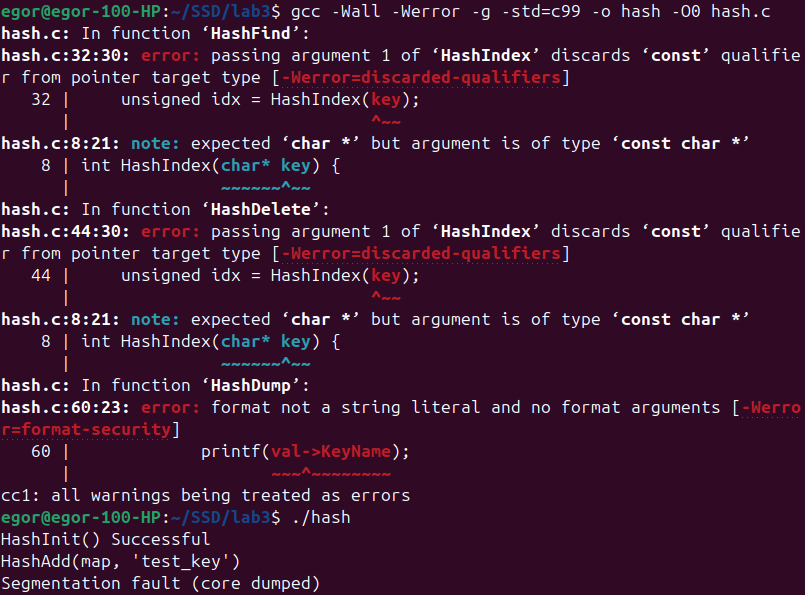 egor@egor-100-HP:~/SSD/lab3$ gcc -Wall -Werror -g -std=c99 -o hash -O0 hash.c
hash.c: In function ‘HashFind’:
hash.c:32:30: error: passing argument 1 of ‘HashIndex’ discards ‘const’ qualifie
r from pointer target type [-Werror=discarded-qualifiers]
   32 |     unsigned idx = HashIndex(key);
      |                              ^~~
hash.c:8:21: note: expected ‘char *’ but argument is of type ‘const char *’
    8 | int HashIndex(char* key) {
      |               ~~~~~~^~~
hash.c: In function ‘HashDelete’:
hash.c:44:30: error: passing argument 1 of ‘HashIndex’ discards ‘const’ qualifie
r from pointer target type [-Werror=discarded-qualifiers]
   44 |     unsigned idx = HashIndex(key);
      |                              ^~~
hash.c:8:21: note: expected ‘char *’ but argument is of type ‘const char *’
    8 | int HashIndex(char* key) {
      |               ~~~~~~^~~
hash.c: In function ‘HashDump’:
hash.c:60:23: error: format not a string literal and no format arguments [-Werro
r=format-security]
   60 |             printf(val->KeyName);
      |                    ~~~^~~~~~~~~
cc1: all warnings being treated as errors
egor@egor-100-HP:~/SSD/lab3$ ./hash
HashInit() Successful
HashAdd(map, 'test_key')
Segmentation fault (core dumped)